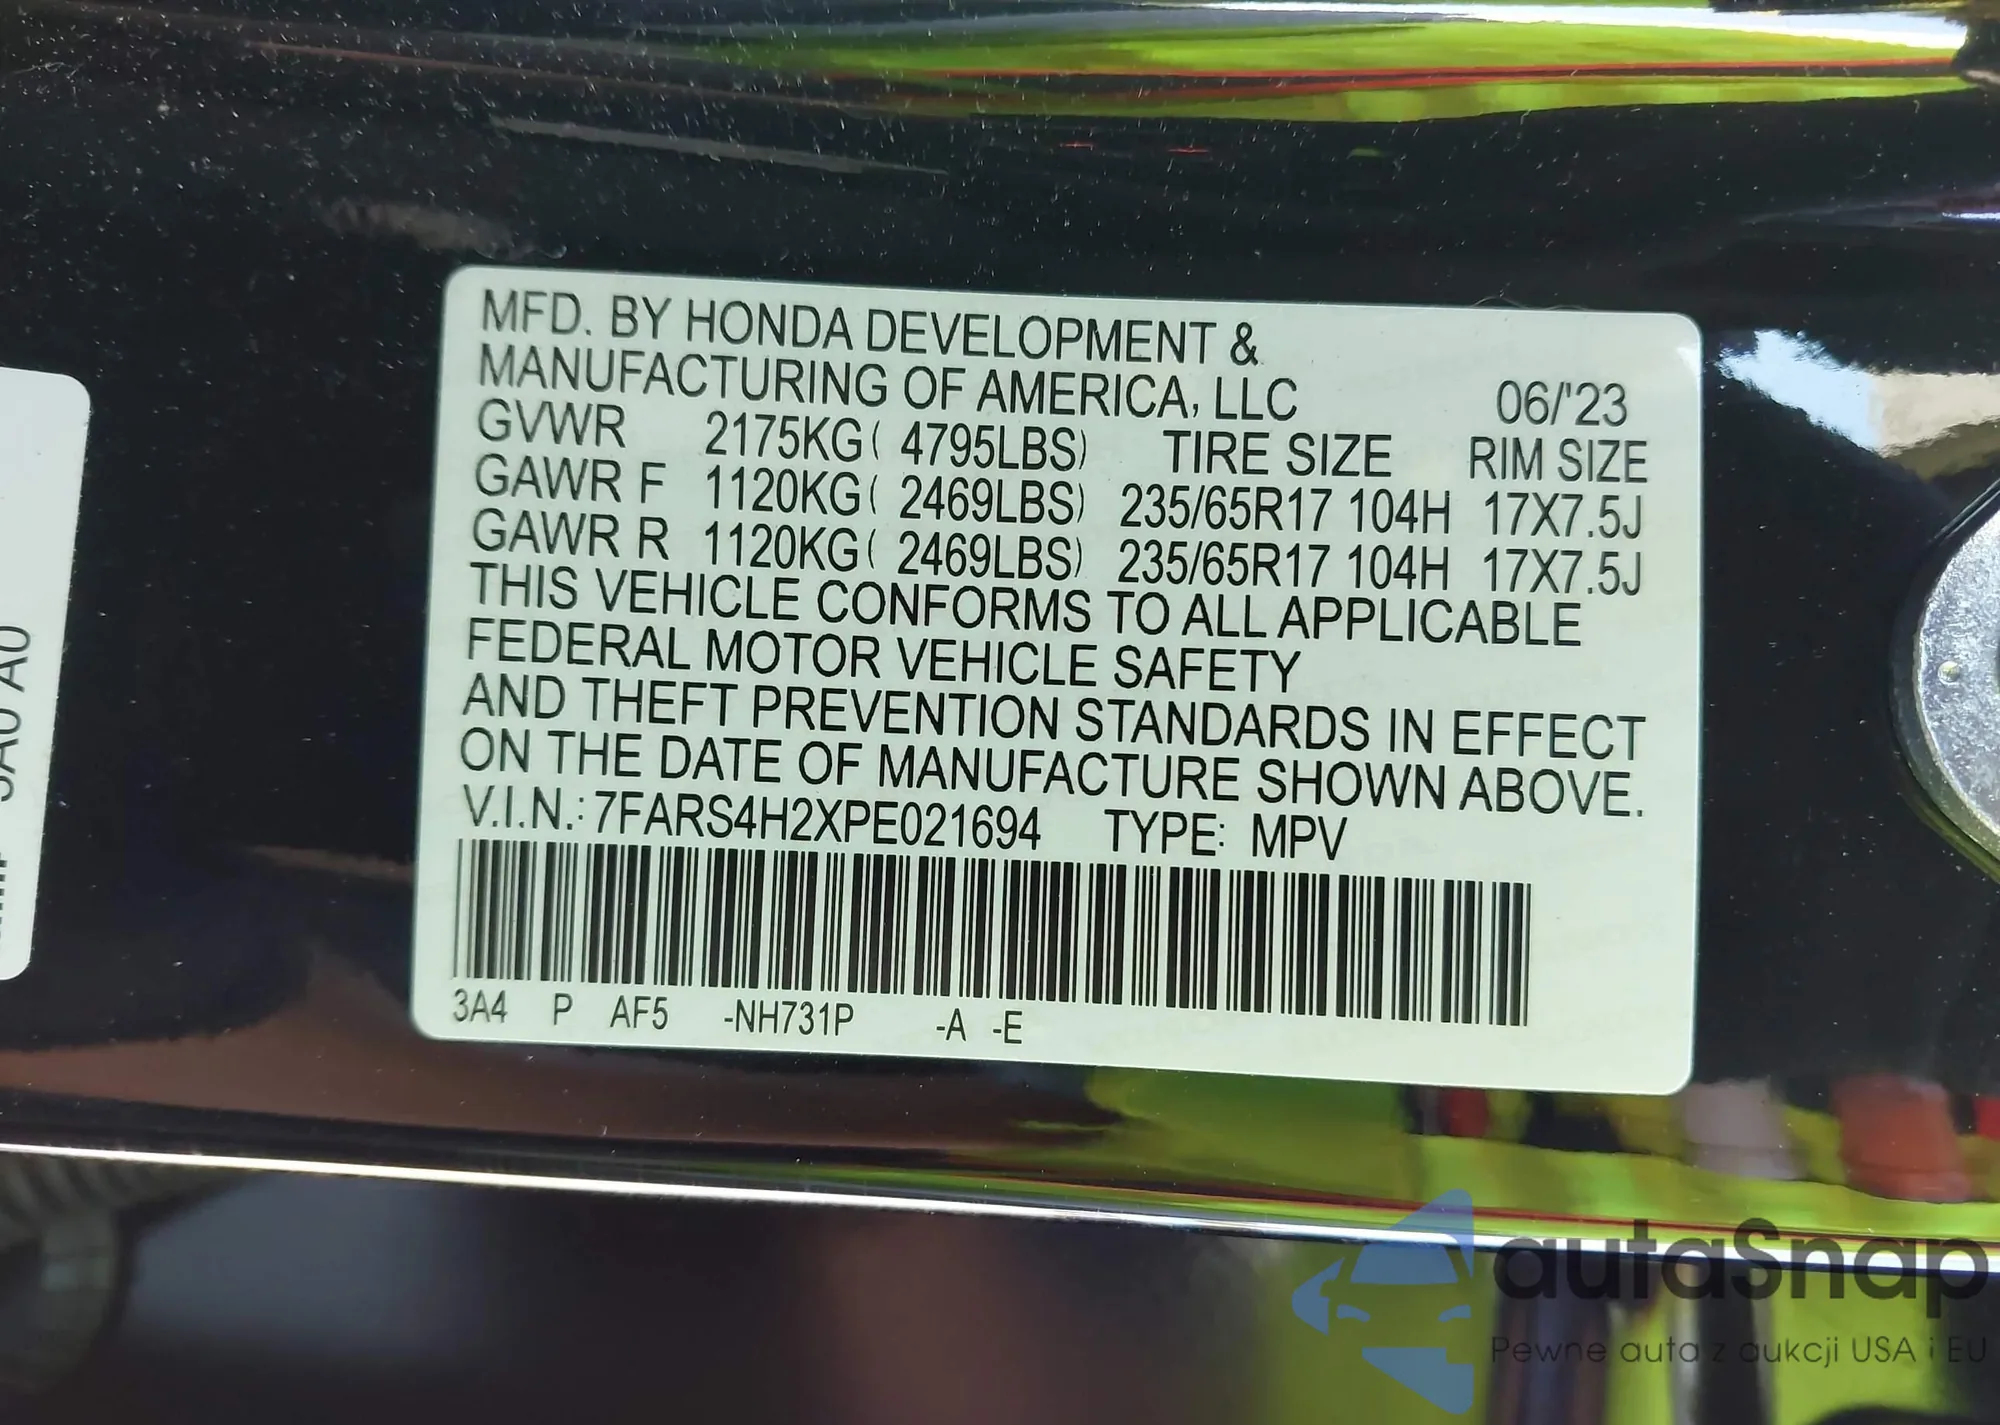 MFD. BY HONDA DEVELOPMENT &
MANUFACTURING OF AMERICA, LLC 06/'23
GVWR 2175KG( 4795LBS) TIRE SIZE RIM SIZE
GAWR F 1120KG( 2469LBS) 235/65R17 104H 17X7.5J
GAWR R 1120KG( 2469LBS) 235/65R17 104H 17X7.5J
THIS VEHICLE CONFORMS TO ALL APPLICABLE
FEDERAL MOTOR VEHICLE SAFETY
AND THEFT PREVENTION STANDARDS IN EFFECT
ON THE DATE OF MANUFACTURE SHOWN ABOVE.
V.I.N.: 7FARS4H2XPE021694 TYPE: MPV
3A4 P AF5 -NH731P -A -E
autaSnap
Pewne auta z aukcji USA i EU